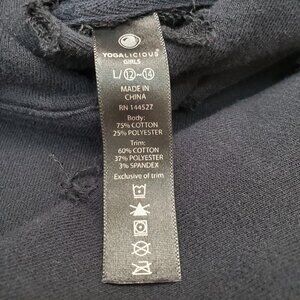 YOGALICIOUS
GIRLS
L/ 12-14
MADE IN
CHINA
RN 144527
Body:
75% COTTON
25% POLYESTER
Trim:
60% COTTON
37% POLYESTER
3% SPANDEX
Exclusive of trim